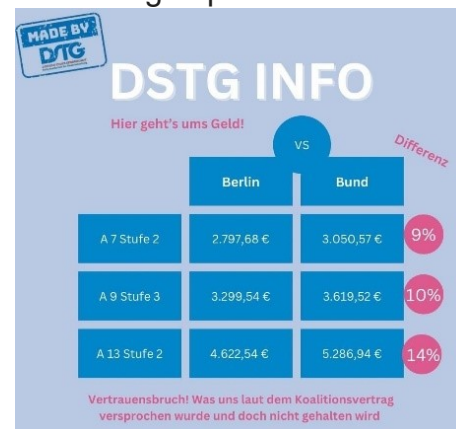 MADE BY
DSTG
DSTG INFO
Hier geht's ums Geld!
VS
Differenz
Berlin Bund
A 7 Stufe 2 2.797,68 € 3.050,57 € 9%
A 9 Stufe 3 3.299,54 € 3.619,52 € 10%
A 13 Stufe 2 4.622,54 € 5.286,94 € 14%
Vertrauensbruch! Was uns laut dem Koalitionsvertrag
versprochen wurde und doch nicht gehalten wird